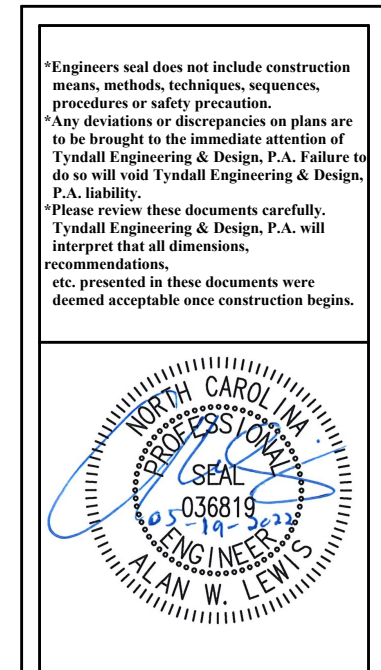 *Engineers seal does not include construction
means, methods, techniques, sequences,
procedures or safety precaution.
*Any deviations or discrepancies on plans are
to be brought to the immediate attention of
Tyndall Engineering & Design, P.A. Failure to
do so will void Tyndall Engineering & Design,
P.A. liability.
*Please review these documents carefully.
Tyndall Engineering & Design, P.A. will
interpret that all dimensions,
recommendations,
etc. presented in these documents were
deemed acceptable once construction begins.
NORTH CAROLINA
PROFESSIONAL
SEAL
036819
05-19-2022
ENGINEER
ALAN W. LEWIS